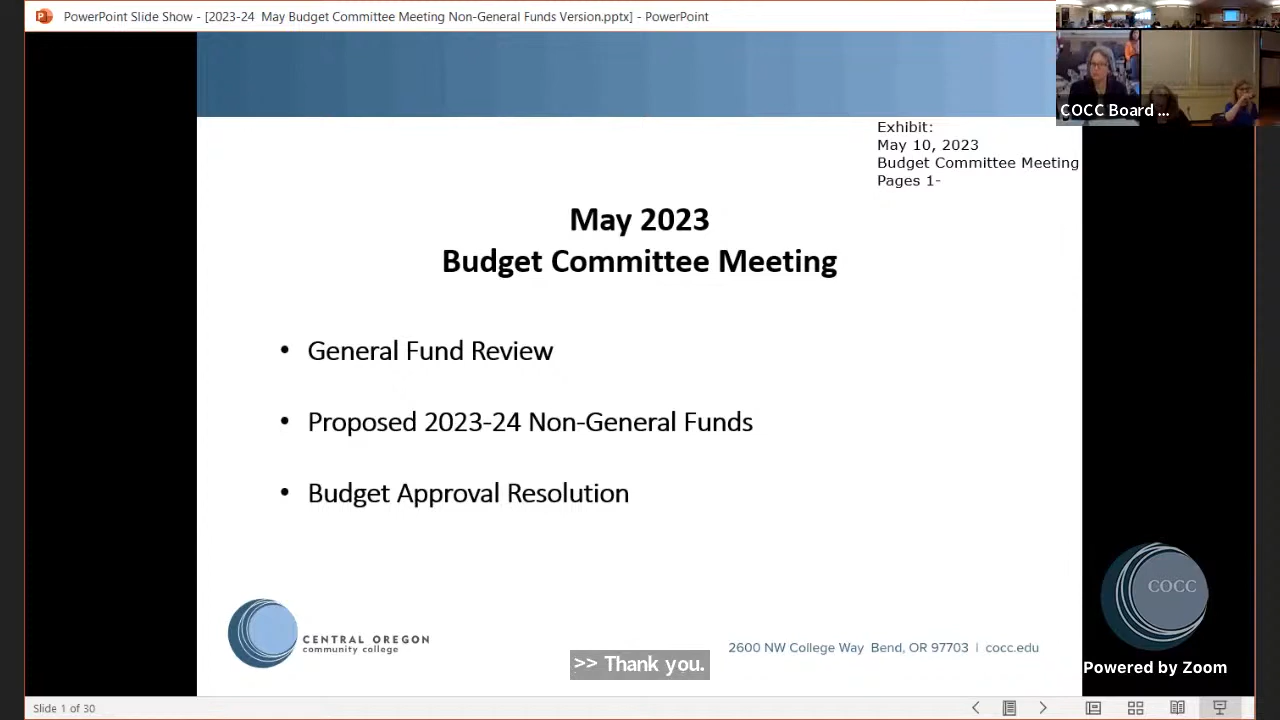 PowerPoint Slide Show - [2023-24  May Budget Committee Meeting Non-General Funds Version.pptx] - PowerPoint
COCC Board ...
Exhibit:
May 10, 2023
Budget Committee Meeting
Pages 1-
May 2023
Budget Committee Meeting
• General Fund Review
• Proposed 2023-24 Non-General Funds
• Budget Approval Resolution
CENTRAL OREGON
community college
2600 NW College Way  Bend, OR 97703 | cocc.edu
>> Thank you.
COCC
Powered by Zoom
Slide 1 of 30